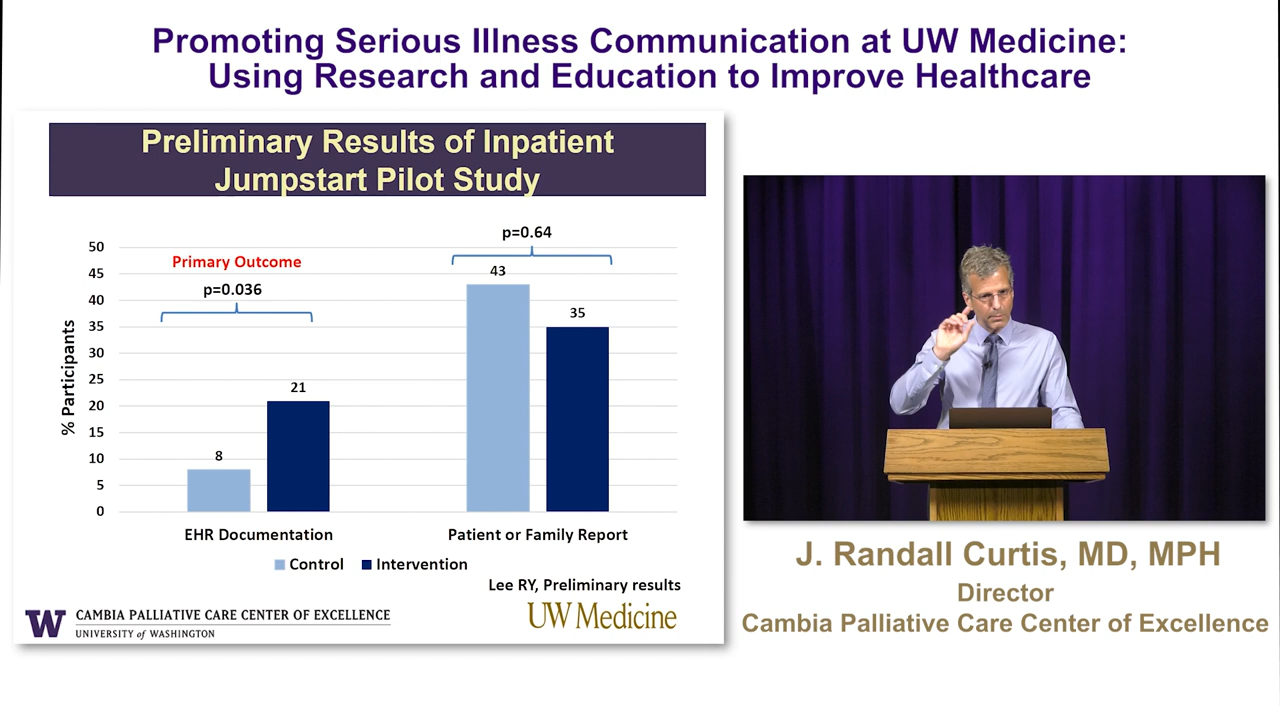 Promoting Serious Illness Communication at UW Medicine:
Using Research and Education to Improve Healthcare
Preliminary Results of Inpatient
Jumpstart Pilot Study
% Participants
50
45
40
35
30
25
20
15
10
5
0
Primary Outcome
p=0.036
p=0.64
8
21
43
35
EHR Documentation
Patient or Family Report
Control
Intervention
Lee RY, Preliminary results
W
CAMBIA PALLIATIVE CARE CENTER OF EXCELLENCE
UNIVERSITY of WASHINGTON
UW Medicine
J. Randall Curtis, MD, MPH
Director
Cambia Palliative Care Center of Excellence